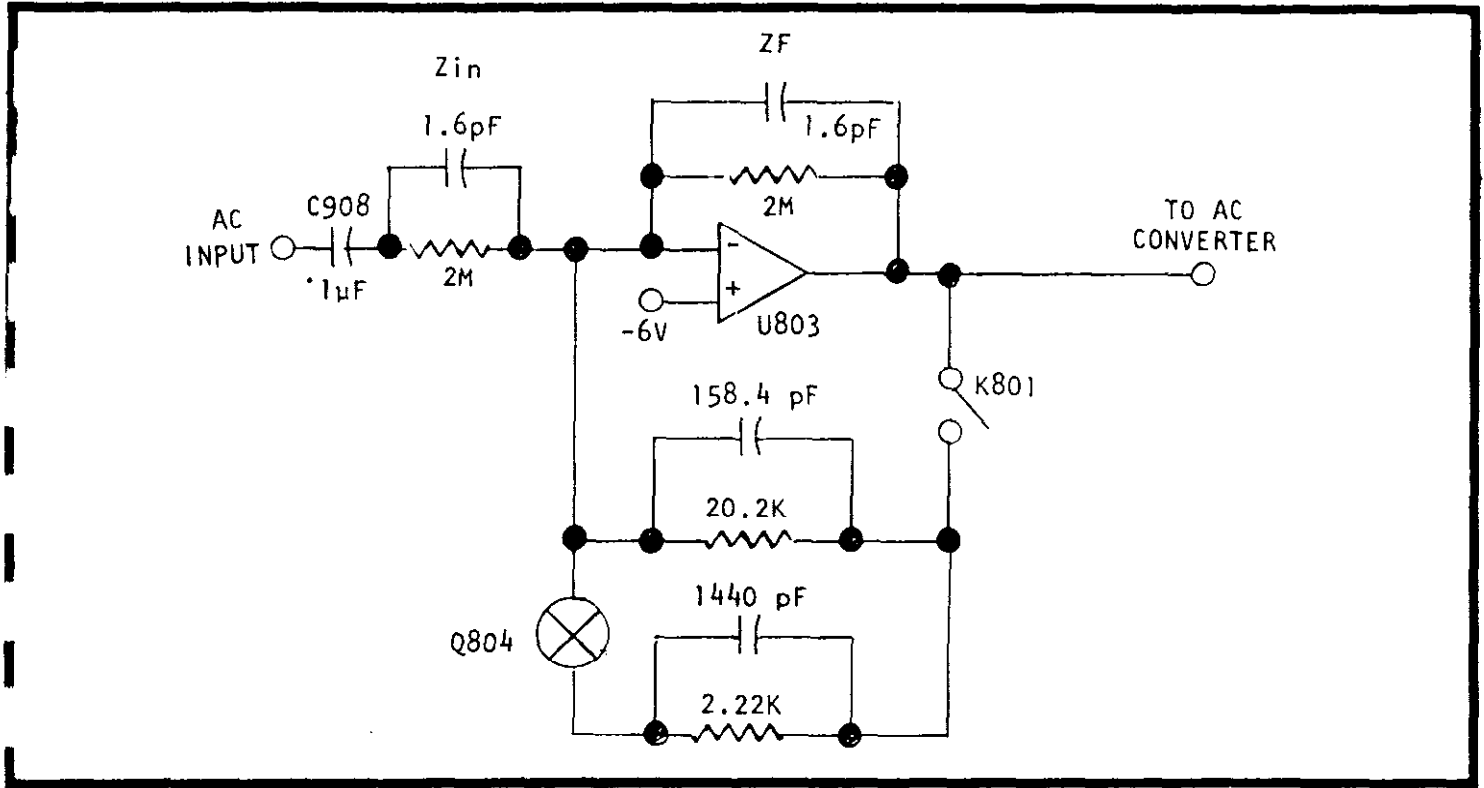 ZF
Zin
1.6pF
1.6pF
C908
AC
INPUT
.1µF
2M
2M
TO AC
CONVERTER
-
+
-6V
U803
K801
158.4 pF
20.2K
1440 pF
Q804
2.22K